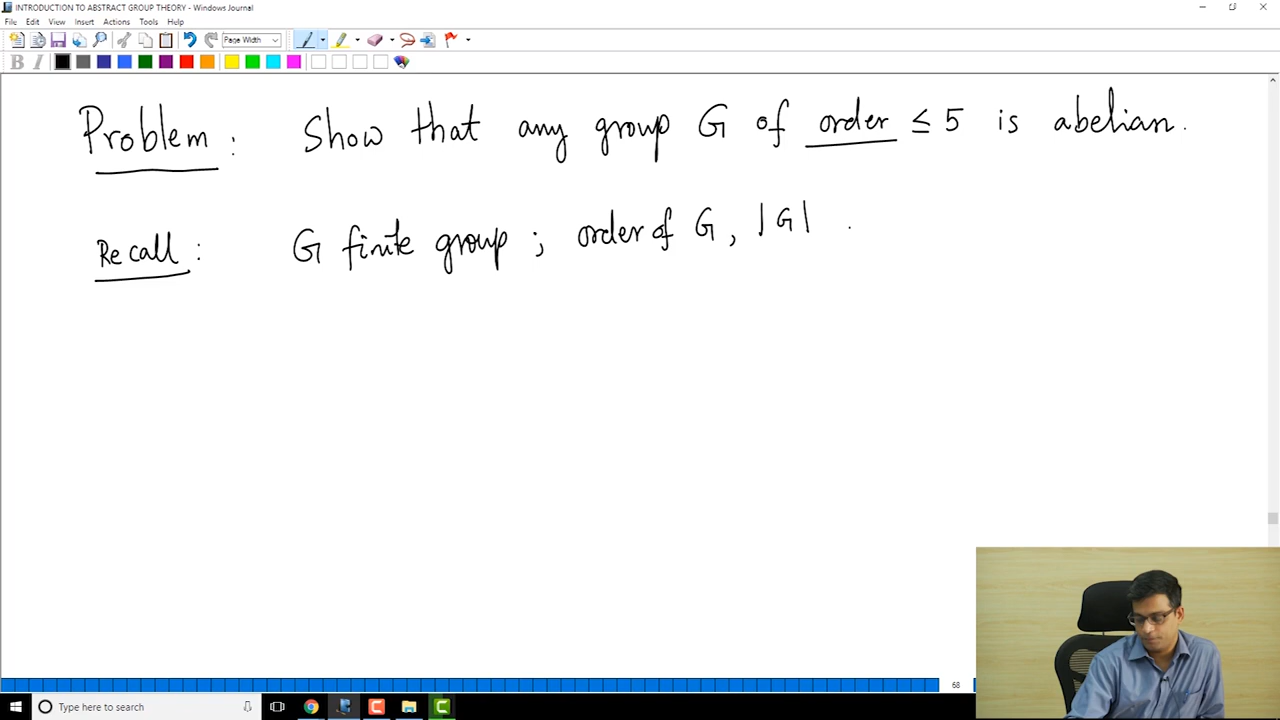 INTRODUCTION TO ABSTRACT GROUP THEORY - Windows Journal
File Edit View Insert Actions Tools Help
Page Width
B I
Problem: Show that any group G of order ≤ 5 is abelian.
Recall: G finite group ; order of G, |G| .
68
Type here to search